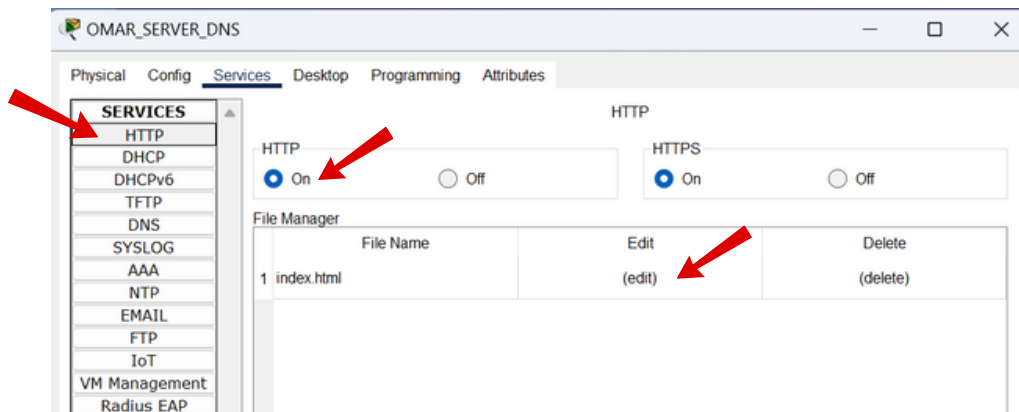 OMAR_SERVER_DNS
Physical Config Services Desktop Programming Attributes
SERVICES
HTTP
DHCP
DHCPv6
TFTP
DNS
SYSLOG
AAA
NTP
EMAIL
FTP
IoT
VM Management
Radius EAP
HTTP
HTTP
On Off
HTTPS
On Off
File Manager
File Name Edit Delete
1 index.html (edit) (delete)